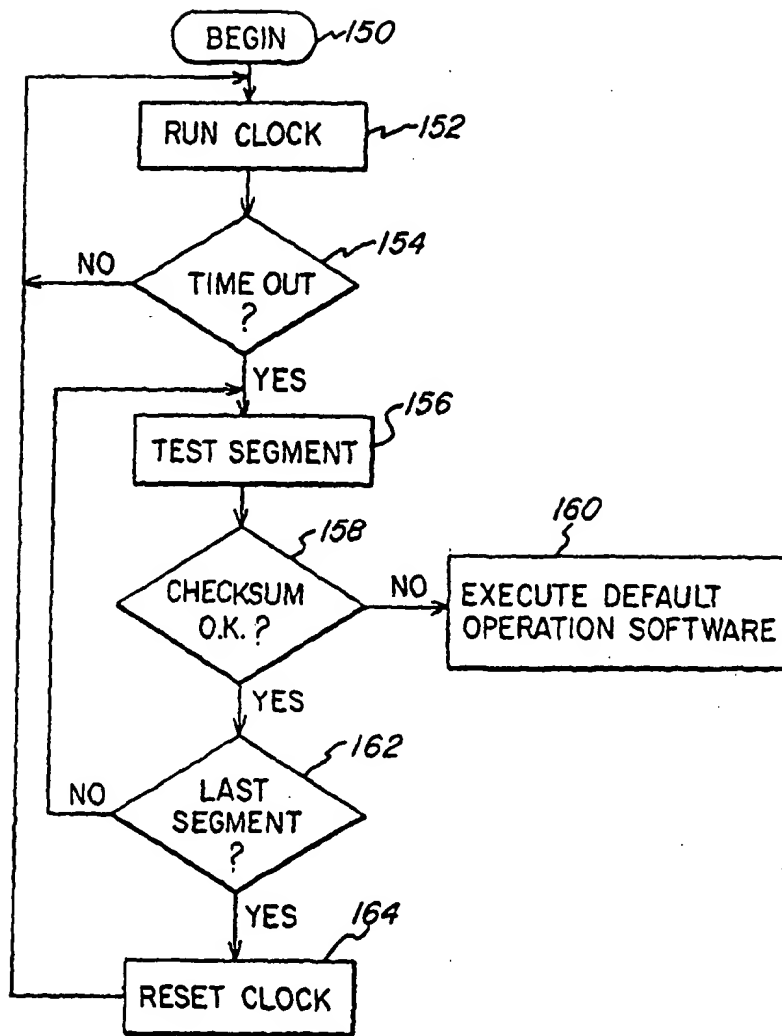 BEGIN
150
RUN CLOCK
152
154
NO
TIME OUT
?
YES
156
TEST SEGMENT
158
160
CHECKSUM
O.K. ?
NO
EXECUTE DEFAULT
OPERATION SOFTWARE
YES
162
NO
LAST
SEGMENT
?
YES
164
RESET CLOCK